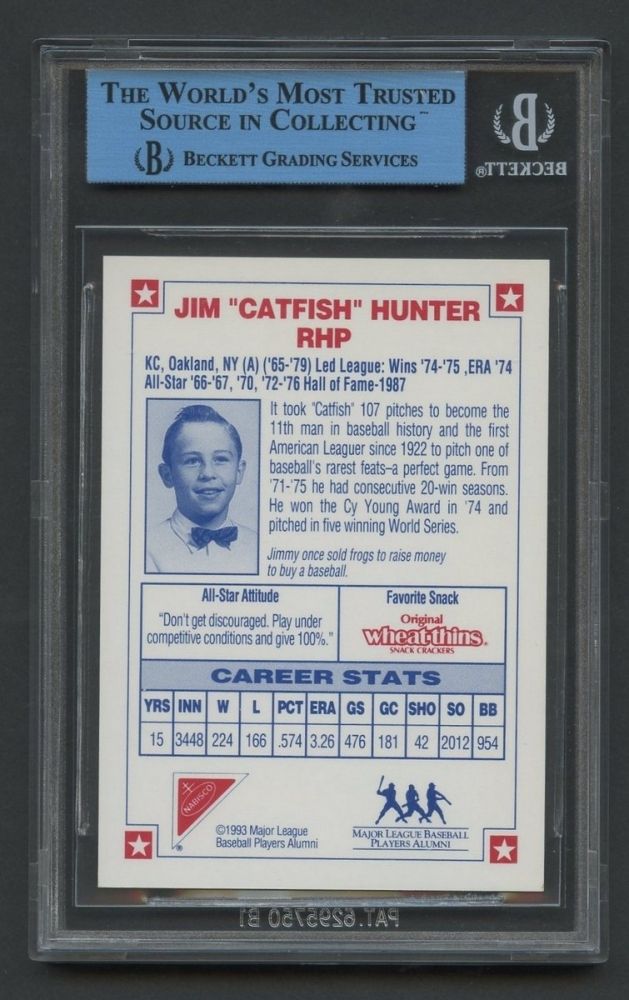 THE WORLD'S MOST TRUSTED
SOURCE IN COLLECTING™
B BECKETT GRADING SERVICES
B
BECKETT®
JIM "CATFISH" HUNTER
RHP
KC, Oakland, NY (A) ('65-'79) Led League: Wins '74-'75 ,ERA '74
All-Star '66-'67, '70, '72-'76 Hall of Fame-1987
It took "Catfish" 107 pitches to become the
11th man in baseball history and the first
American Leaguer since 1922 to pitch one of
baseball's rarest feats–a perfect game. From
'71-'75 he had consecutive 20-win seasons.
He won the Cy Young Award in '74 and
pitched in five winning World Series.
Jimmy once sold frogs to raise money
to buy a baseball.
All-Star Attitude
"Don't get discouraged. Play under
competitive conditions and give 100%."
Favorite Snack
Original
wheat thins®
SNACK CRACKERS
CAREER STATS
YRS INN W L PCT ERA GS GC SHO SO BB
15 3448 224 166 .574 3.26 476 181 42 2012 954
NABISCO
®
©1993 Major League
Baseball Players Alumni
MAJOR LEAGUE BASEBALL
PLAYERS ALUMNI
PAT.6295750 B1